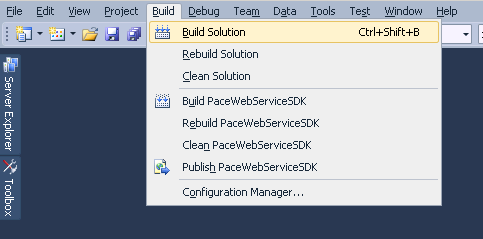 File Edit View Project Build Debug Team Data Tools Test Window Help
Build Solution Ctrl+Shift+B
Rebuild Solution
Clean Solution
Build PaceWebServiceSDK
Rebuild PaceWebServiceSDK
Clean PaceWebServiceSDK
Publish PaceWebServiceSDK
Configuration Manager...
Server Explorer
Toolbox